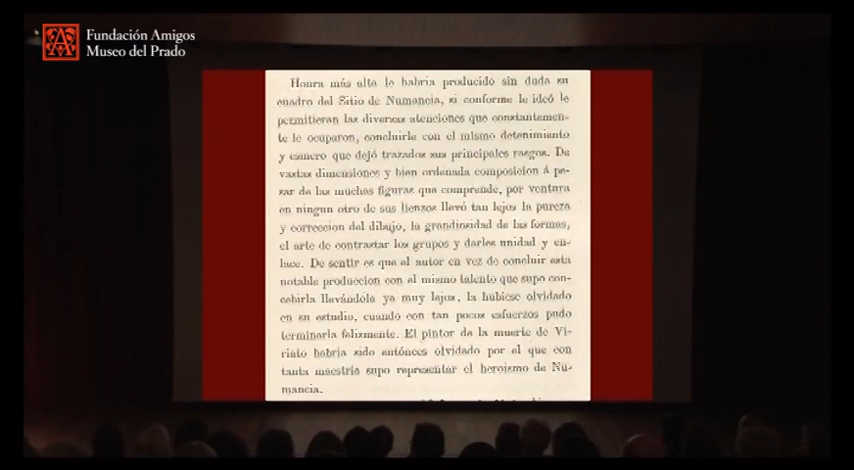 Fundación Amigos
Museo del Prado
Honra más alta le habria producido sin duda su
cuadro del Sitio de Numancia, si conforme le ideó le
permitieran las diversas atenciones que constantemen-
te le ocuparon, concluirle con el mismo detenimiento
y esmero que dejó trazados sus principales rasgos. De
vastas dimensiones y bien ordenada composicion á pe-
sar de las muchas figuras que comprende, por ventura
en ningun otro de sus lienzos llevó tan lejos la pureza
y correccion del dibujo, la grandiosidad de las formas,
el arte de contrastar los grupos y darles unidad y en-
lace. De sentir es que el autor en vez de concluir esta
notable produccion con el mismo talento que supo con-
cebirla llevándola ya muy lejos, la hubiese olvidado
en su estudio, cuando con tan pocos esfuerzos pudo
terminarla felizmente. El pintor de la muerte de Vi-
riato habria sido entónces olvidado por el que con
tanta maestría supo representar el heroismo de Nu-
mancia.